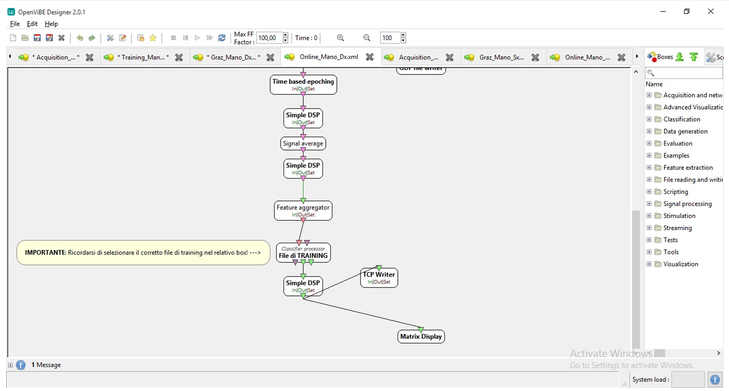 OpenViBE Designer 2.0.1
File Edit Help
Max FF Factor : 100,00 Time : 0 100
* Acquisition_...* * Training_Man...* * Graz_Mano_Dx...* Online_Mano_Dx.xml Acquisition_... Graz_Mano_Sx... Online_Mano_... Boxes
GDF file writer
Name
Time based epoching
In|Out|Set
Acquisition and netw
Advanced Visualizatio
Simple DSP
In|Out|Set
Classification
Data generation
Signal average
Evaluation
Examples
Simple DSP
In|Out|Set
Feature extraction
File reading and writin
Scripting
Feature aggregator
In|Out|Set
Signal processing
Stimulation
Streaming
Tests
IMPORTANTE: Ricordarsi di selezionare il corretto file di training nel relativo box! --->
Classifier processor
File di TRAINING
Tools
Visualization
TCP Writer
In|Out|Set
Simple DSP
In|Out|Set
Matrix Display
Activate Windows
Go to Settings to activate Windows.
1 Message
System load :